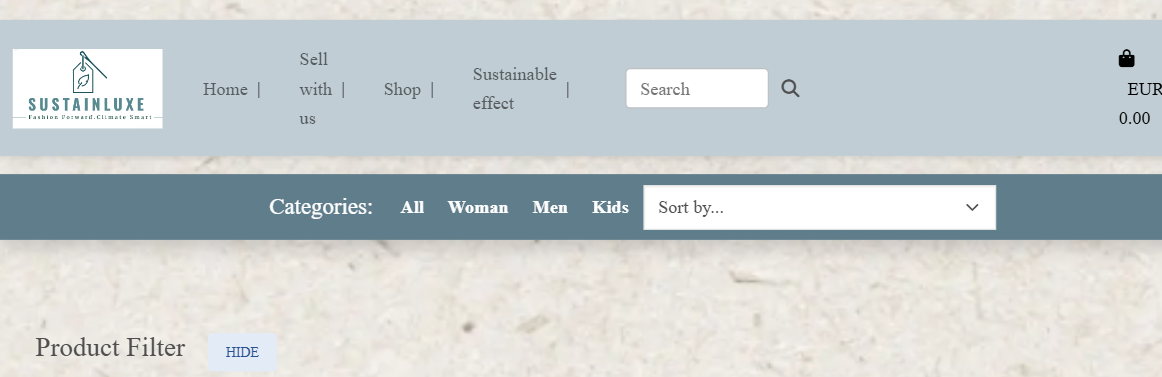 SUSTAINLUXE
Fashion Forward.Climate Smart
Home |
Sell
with |
us
Shop |
Sustainable
effect |
Search
EUR
0.00
Categories: All Woman Men Kids Sort by...
Product Filter HIDE